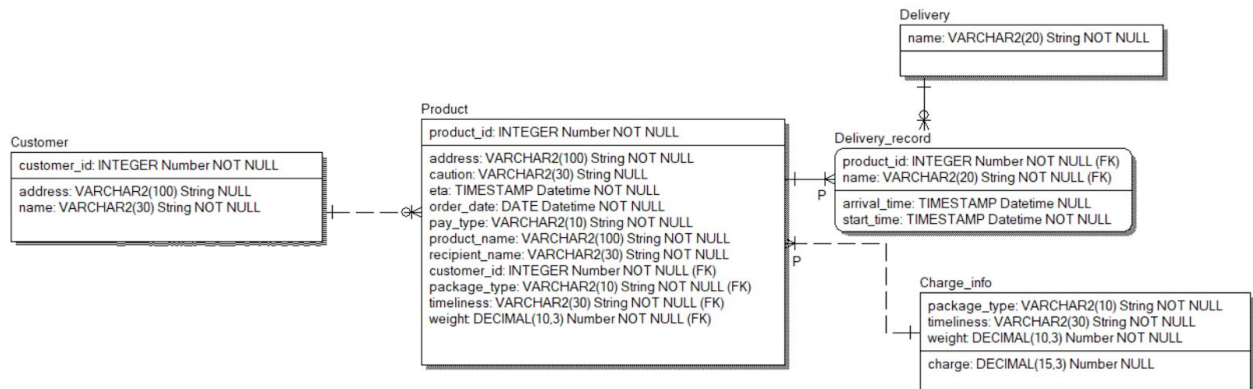 Customer
customer_id: INTEGER Number NOT NULL
address: VARCHAR2(100) String NULL
name: VARCHAR2(30) String NOT NULL
Product
product_id: INTEGER Number NOT NULL
address: VARCHAR2(100) String NOT NULL
caution: VARCHAR2(30) String NULL
eta: TIMESTAMP Datetime NOT NULL
order_date: DATE Datetime NOT NULL
pay_type: VARCHAR2(10) String NOT NULL
product_name: VARCHAR2(100) String NOT NULL
recipient_name: VARCHAR2(30) String NOT NULL
customer_id: INTEGER Number NOT NULL (FK)
package_type: VARCHAR2(10) String NOT NULL (FK)
timeliness: VARCHAR2(30) String NOT NULL (FK)
weight: DECIMAL(10,3) Number NOT NULL (FK)
Delivery
name: VARCHAR2(20) String NOT NULL
Delivery_record
product_id: INTEGER Number NOT NULL (FK)
name: VARCHAR2(20) String NOT NULL (FK)
arrival_time: TIMESTAMP Datetime NULL
start_time: TIMESTAMP Datetime NOT NULL
P
P
Charge_info
package_type: VARCHAR2(10) String NOT NULL
timeliness: VARCHAR2(30) String NOT NULL
weight: DECIMAL(10,3) Number NOT NULL
charge: DECIMAL(15,3) Number NULL